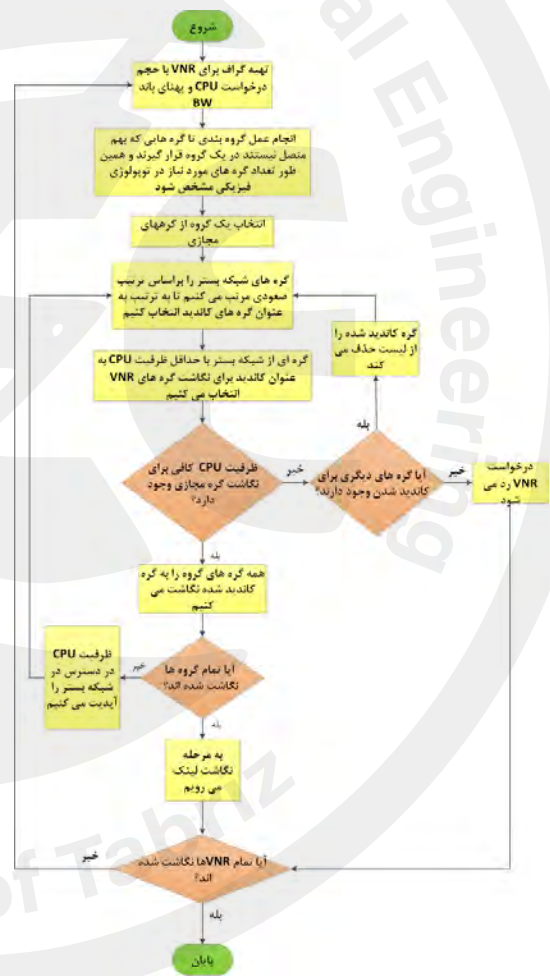 شروع
تهیه گراف برای VNR با حجم
درخواست CPU و پهنای باند
BW
انجام عمل گروه بندی تا گره هایی که بهم
متصل نیستند در یک گروه قرار گیرند و همین
طور تعداد گره های مورد نیاز در توپولوژی
فیزیکی مشخص شود
انتخاب یک گروه از گرههای
مجازی
گره های شبکه بستر را براساس ترتیب
صعودی مرتب می کنیم تا به ترتیب به
عنوان گره های کاندید انتخاب کنیم
گره کاندید شده را
از لیست حذف می
کند
گره ای از شبکه بستر با حداقل ظرفیت CPU به
عنوان کاندید برای نگاشت گره های VNR
انتخاب می کنیم
بله
ظرفیت CPU کافی برای
نگاشت گره مجازی وجود
دارد؟
خیر
آیا گره های دیگری برای
کاندید شدن وجود دارند؟
خیر
درخواست
VNR رد می
شود
بله
همه گره های گروه را به گره
کاندید شده نگاشت می
کنیم
آیا تمام گروه ها
نگاشت شده اند؟
خیر
ظرفیت CPU
در دسترس در
شبکه بستر را
آپدیت می کنیم
بله
به مرحله
نگاشت لینک
می رویم
آیا تمام VNRها نگاشت شده
اند؟
خیر
بله
پایان
al Engineering
of Tabriz